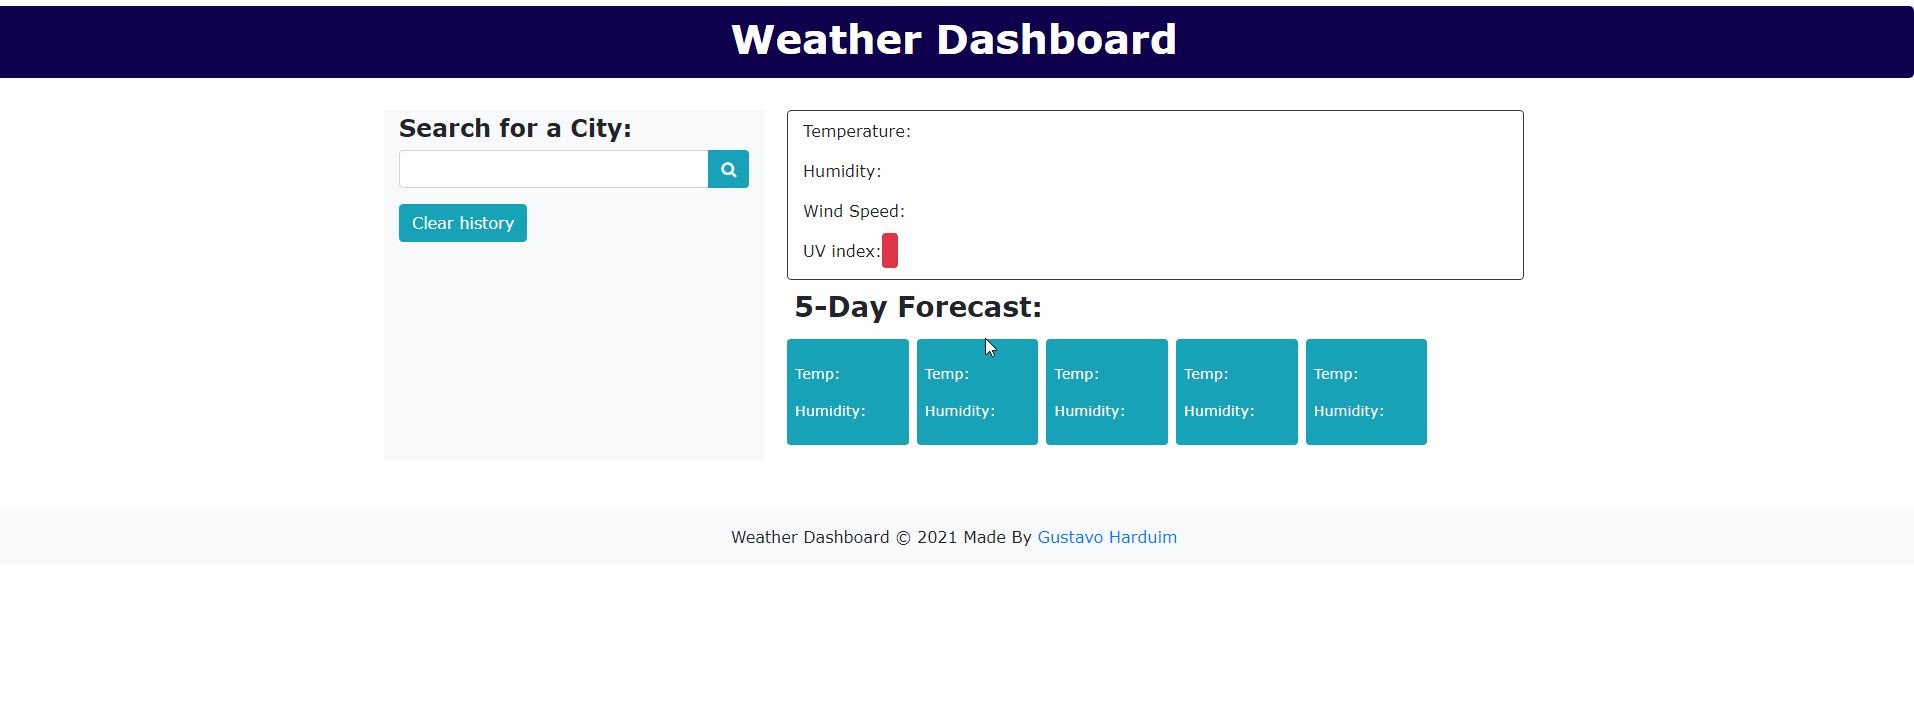 Weather Dashboard
Search for a City:
Clear history
Temperature:
Humidity:
Wind Speed:
UV index:
5-Day Forecast:
Temp: Temp: Temp: Temp: Temp:
Humidity: Humidity: Humidity: Humidity: Humidity:
Weather Dashboard © 2021 Made By Gustavo Harduim